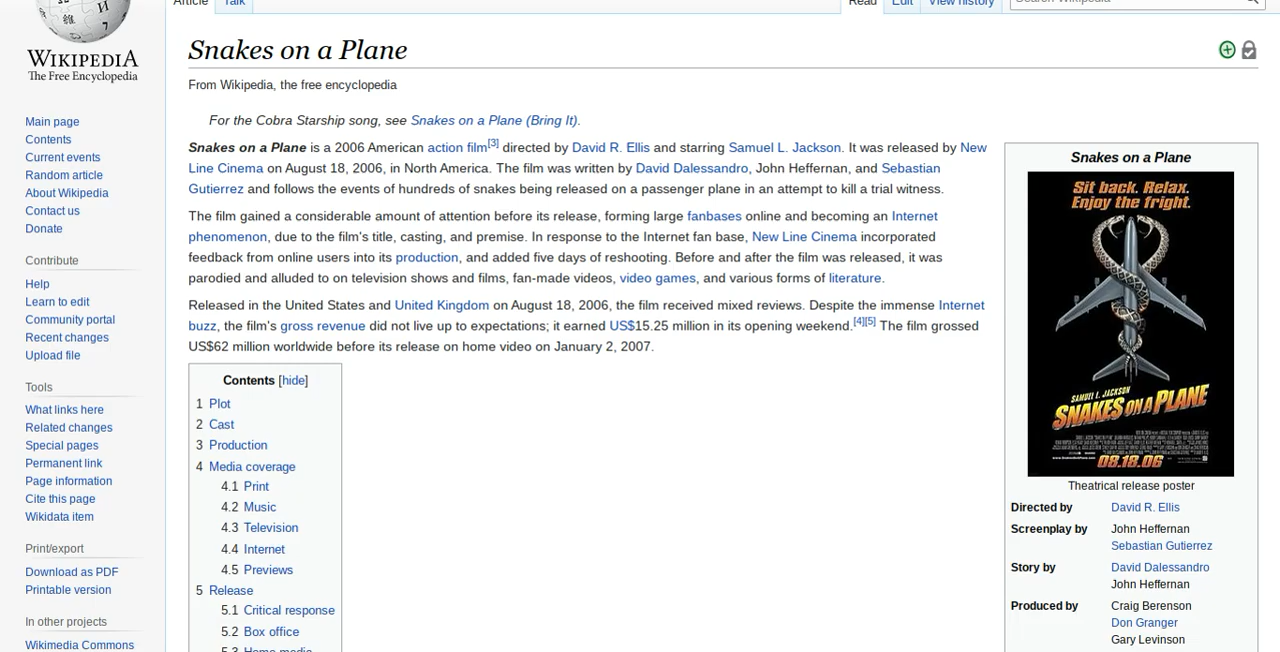 Article
Talk
Read
Edit
View history
Search Wikipedia
WIKIPEDIA
The Free Encyclopedia
Main page
Contents
Current events
Random article
About Wikipedia
Contact us
Donate
Contribute
Help
Learn to edit
Community portal
Recent changes
Upload file
Tools
What links here
Related changes
Special pages
Permanent link
Page information
Cite this page
Wikidata item
Print/export
Download as PDF
Printable version
In other projects
Wikimedia Commons
Snakes on a Plane
From Wikipedia, the free encyclopedia
For the Cobra Starship song, see Snakes on a Plane (Bring It).
Snakes on a Plane is a 2006 American action film[3] directed by David R. Ellis and starring Samuel L. Jackson. It was released by New
Line Cinema on August 18, 2006, in North America. The film was written by David Dalessandro, John Heffernan, and Sebastian
Gutierrez and follows the events of hundreds of snakes being released on a passenger plane in an attempt to kill a trial witness.
The film gained a considerable amount of attention before its release, forming large fanbases online and becoming an Internet
phenomenon, due to the film's title, casting, and premise. In response to the Internet fan base, New Line Cinema incorporated
feedback from online users into its production, and added five days of reshooting. Before and after the film was released, it was
parodied and alluded to on television shows and films, fan-made videos, video games, and various forms of literature.
Released in the United States and United Kingdom on August 18, 2006, the film received mixed reviews. Despite the immense Internet
buzz, the film's gross revenue did not live up to expectations; it earned US$15.25 million in its opening weekend.[4][5] The film grossed
US$62 million worldwide before its release on home video on January 2, 2007.
Contents [hide]
1 Plot
2 Cast
3 Production
4 Media coverage
4.1 Print
4.2 Music
4.3 Television
4.4 Internet
4.5 Previews
5 Release
5.1 Critical response
5.2 Box office
5.3 Home media
Snakes on a Plane
Sit back. Relax.
Enjoy the fright.
SAMUEL L. JACKSON
SNAKES ON A PLANE
08.18.06
Theatrical release poster
Directed by David R. Ellis
Screenplay by John Heffernan
Sebastian Gutierrez
Story by David Dalessandro
John Heffernan
Produced by Craig Berenson
Don Granger
Gary Levinson